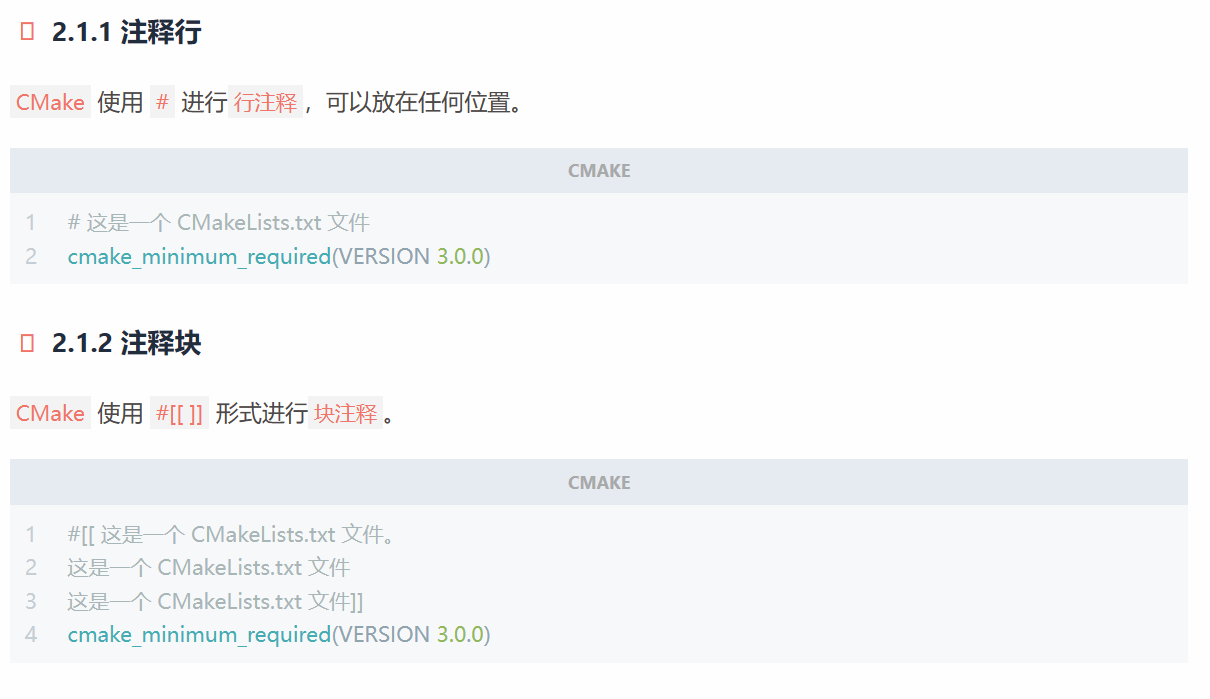 2.1.1 注释行
CMake 使用 # 进行 行注释 ，可以放在任何位置。
CMAKE
1 # 这是一个 CMakeLists.txt 文件
2 cmake_minimum_required(VERSION 3.0.0)
2.1.2 注释块
CMake 使用 #[[ ]] 形式进行 块注释 。
CMAKE
1 #[[ 这是一个 CMakeLists.txt 文件。
2 这是一个 CMakeLists.txt 文件
3 这是一个 CMakeLists.txt 文件]]
4 cmake_minimum_required(VERSION 3.0.0)